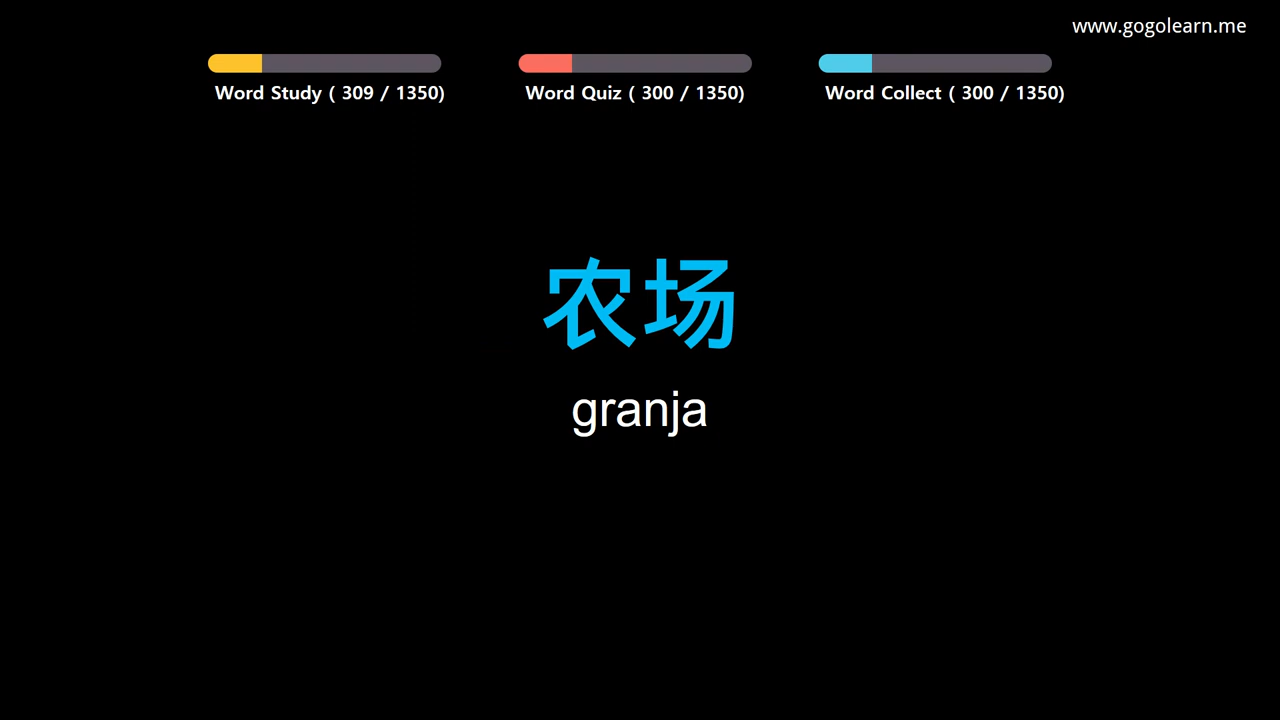 www.gogolearn.me
Word Study ( 309 / 1350)
Word Quiz ( 300 / 1350)
Word Collect ( 300 / 1350)
农场
granja